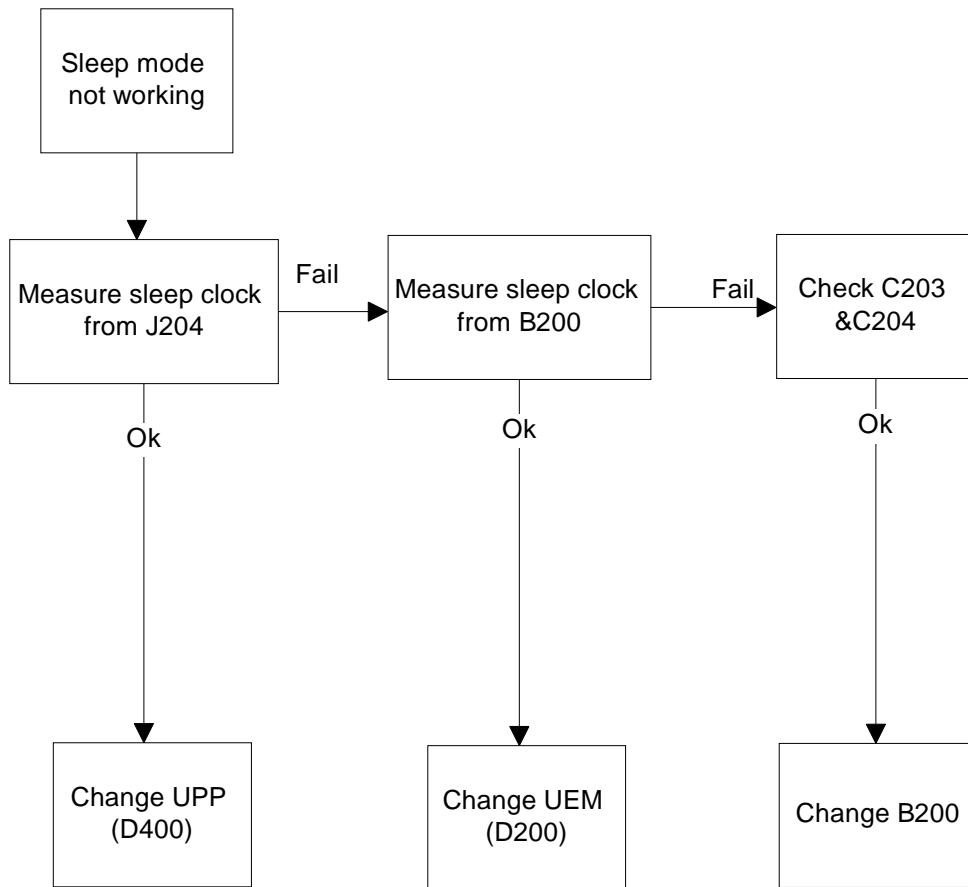 Sleep mode
not working
Measure sleep clock
from J204
Fail
Measure sleep clock
from B200
Fail
Check C203
&C204
Ok
Ok
Ok
Change UPP
(D400)
Change UEM
(D200)
Change B200